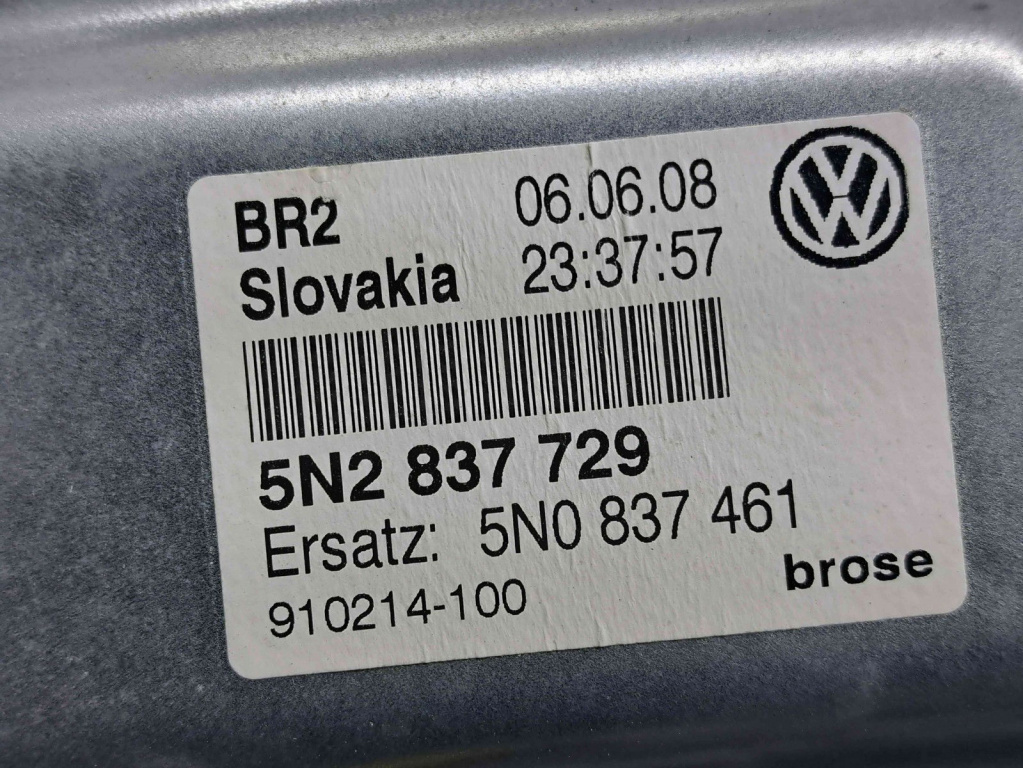 BR2 06.06.08
Slovakia 23:37:57
5N2 837 729
Ersatz: 5N0 837 461
910214-100
brose